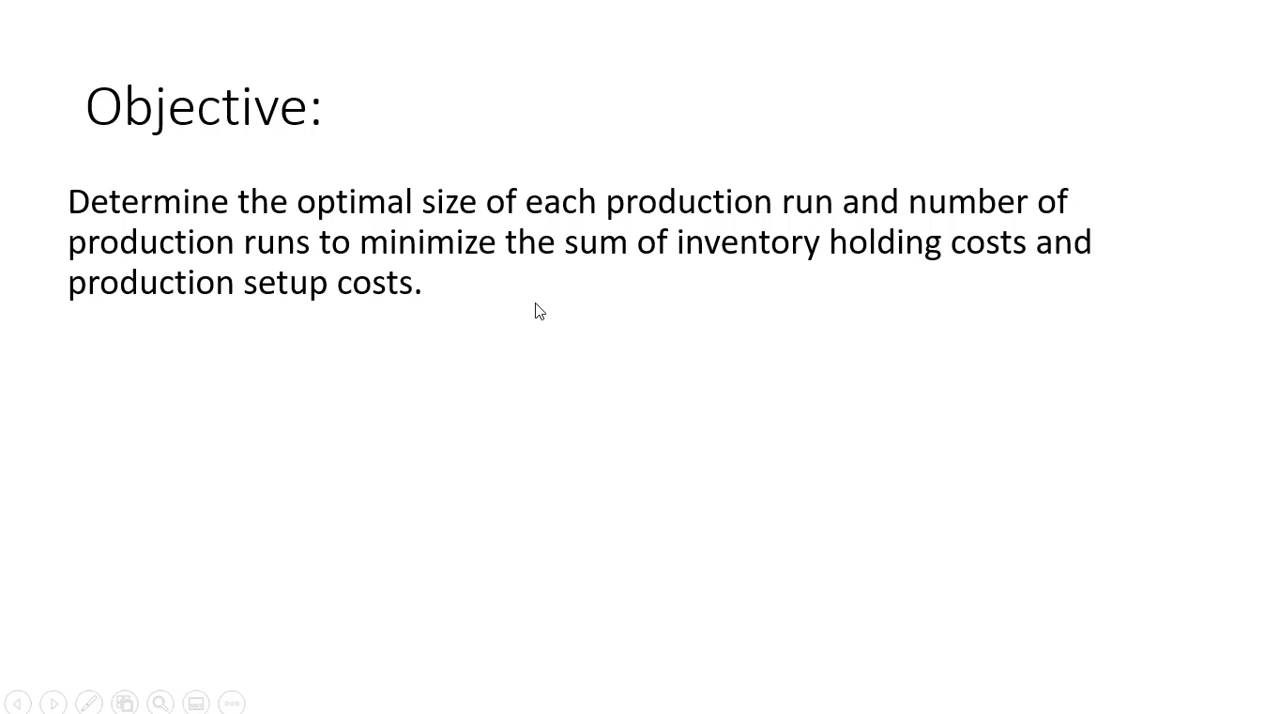 Objective:
Determine the optimal size of each production run and number of
production runs to minimize the sum of inventory holding costs and
production setup costs.